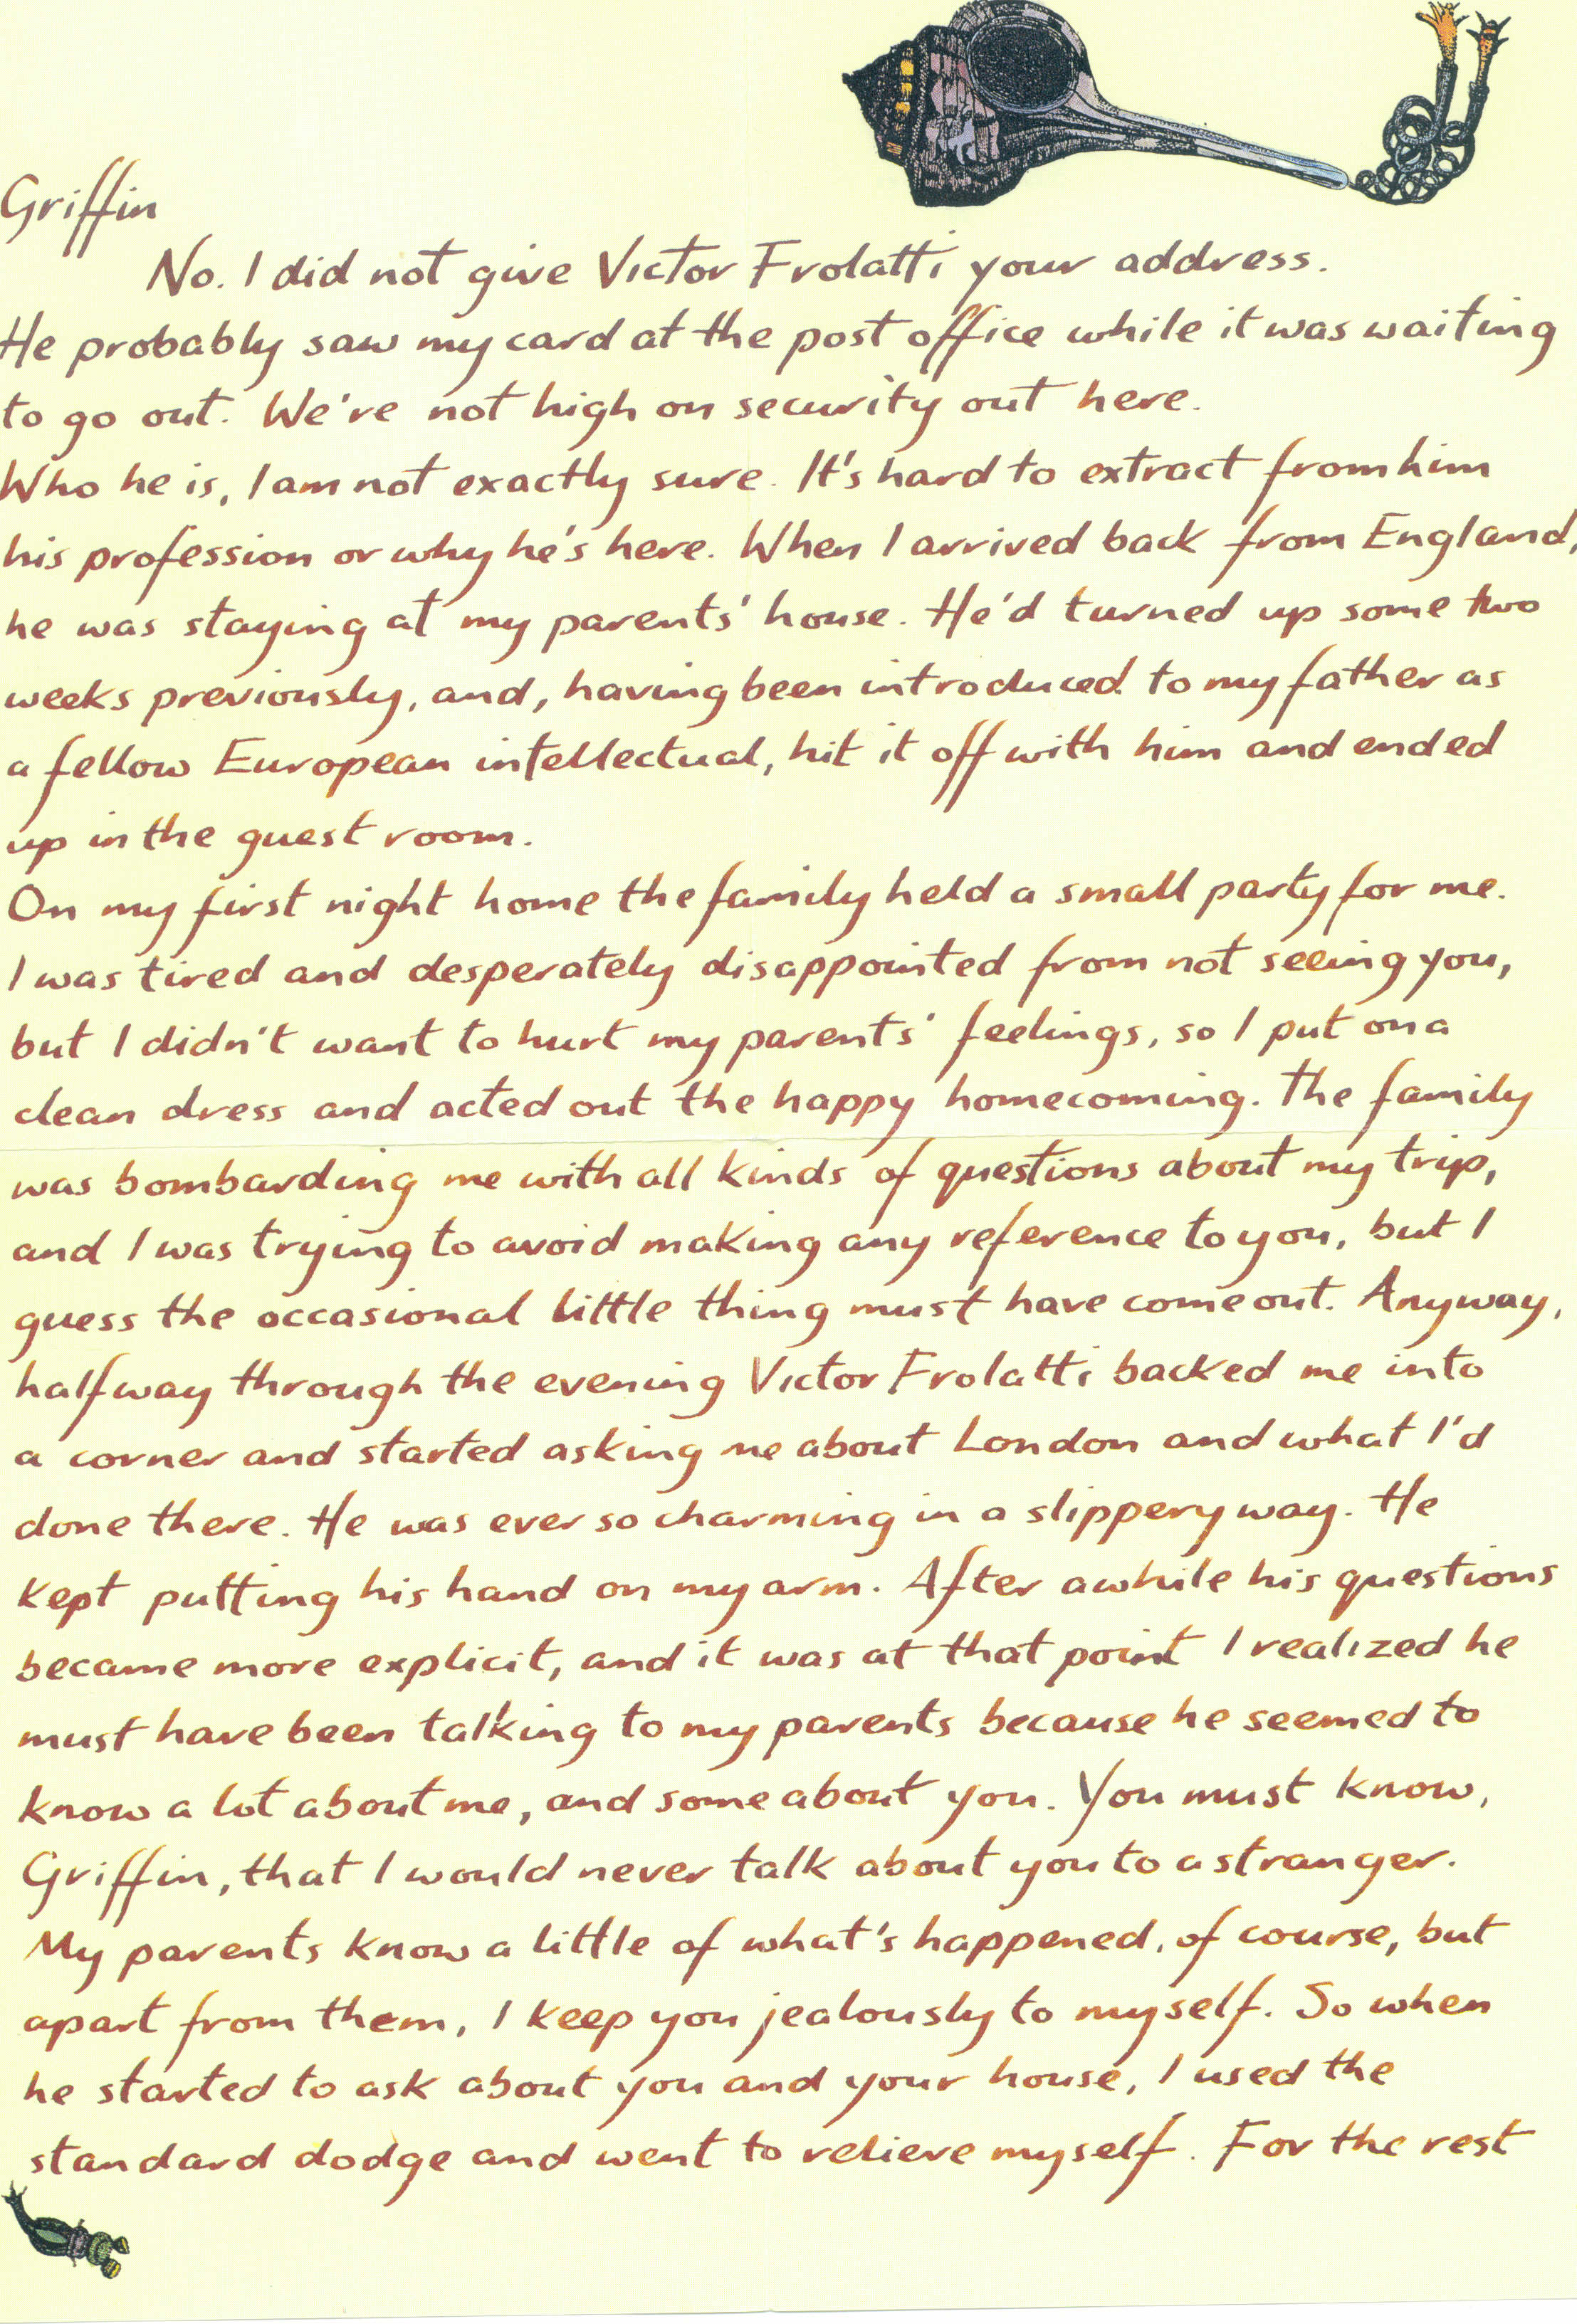 Griffin
No. I did not give Victor Frolatti your address.
He probably saw my card at the post office while it was waiting
to go out. We're not high on security out here.
Who he is, I am not exactly sure. It's hard to extract from him
his profession or why he's here. When I arrived back from England,
he was staying at my parents' house. He'd turned up some two
weeks previously, and, having been introduced to my father as
a fellow European intellectual, hit it off with him and ended
up in the guest room.
On my first night home the family held a small party for me.
I was tired and desperately disappointed from not seeing you,
but I didn't want to hurt my parents' feelings, so I put on a
clean dress and acted out the happy homecoming. The family
was bombarding me with all kinds of questions about my trip,
and I was trying to avoid making any reference to you, but I
guess the occasional little thing must have come out. Anyway,
halfway through the evening Victor Frolatti backed me into
a corner and started asking me about London and what I'd
done there. He was ever so charming in a slippery way. He
kept putting his hand on my arm. After awhile his questions
became more explicit, and it was at that point I realized he
must have been talking to my parents because he seemed to
know a lot about me, and some about you. You must know,
Griffin, that I would never talk about you to a stranger.
My parents know a little of what's happened, of course, but
apart from them, I keep you jealously to myself. So when
he started to ask about you and your house, I used the
standard dodge and went to relieve myself. For the rest